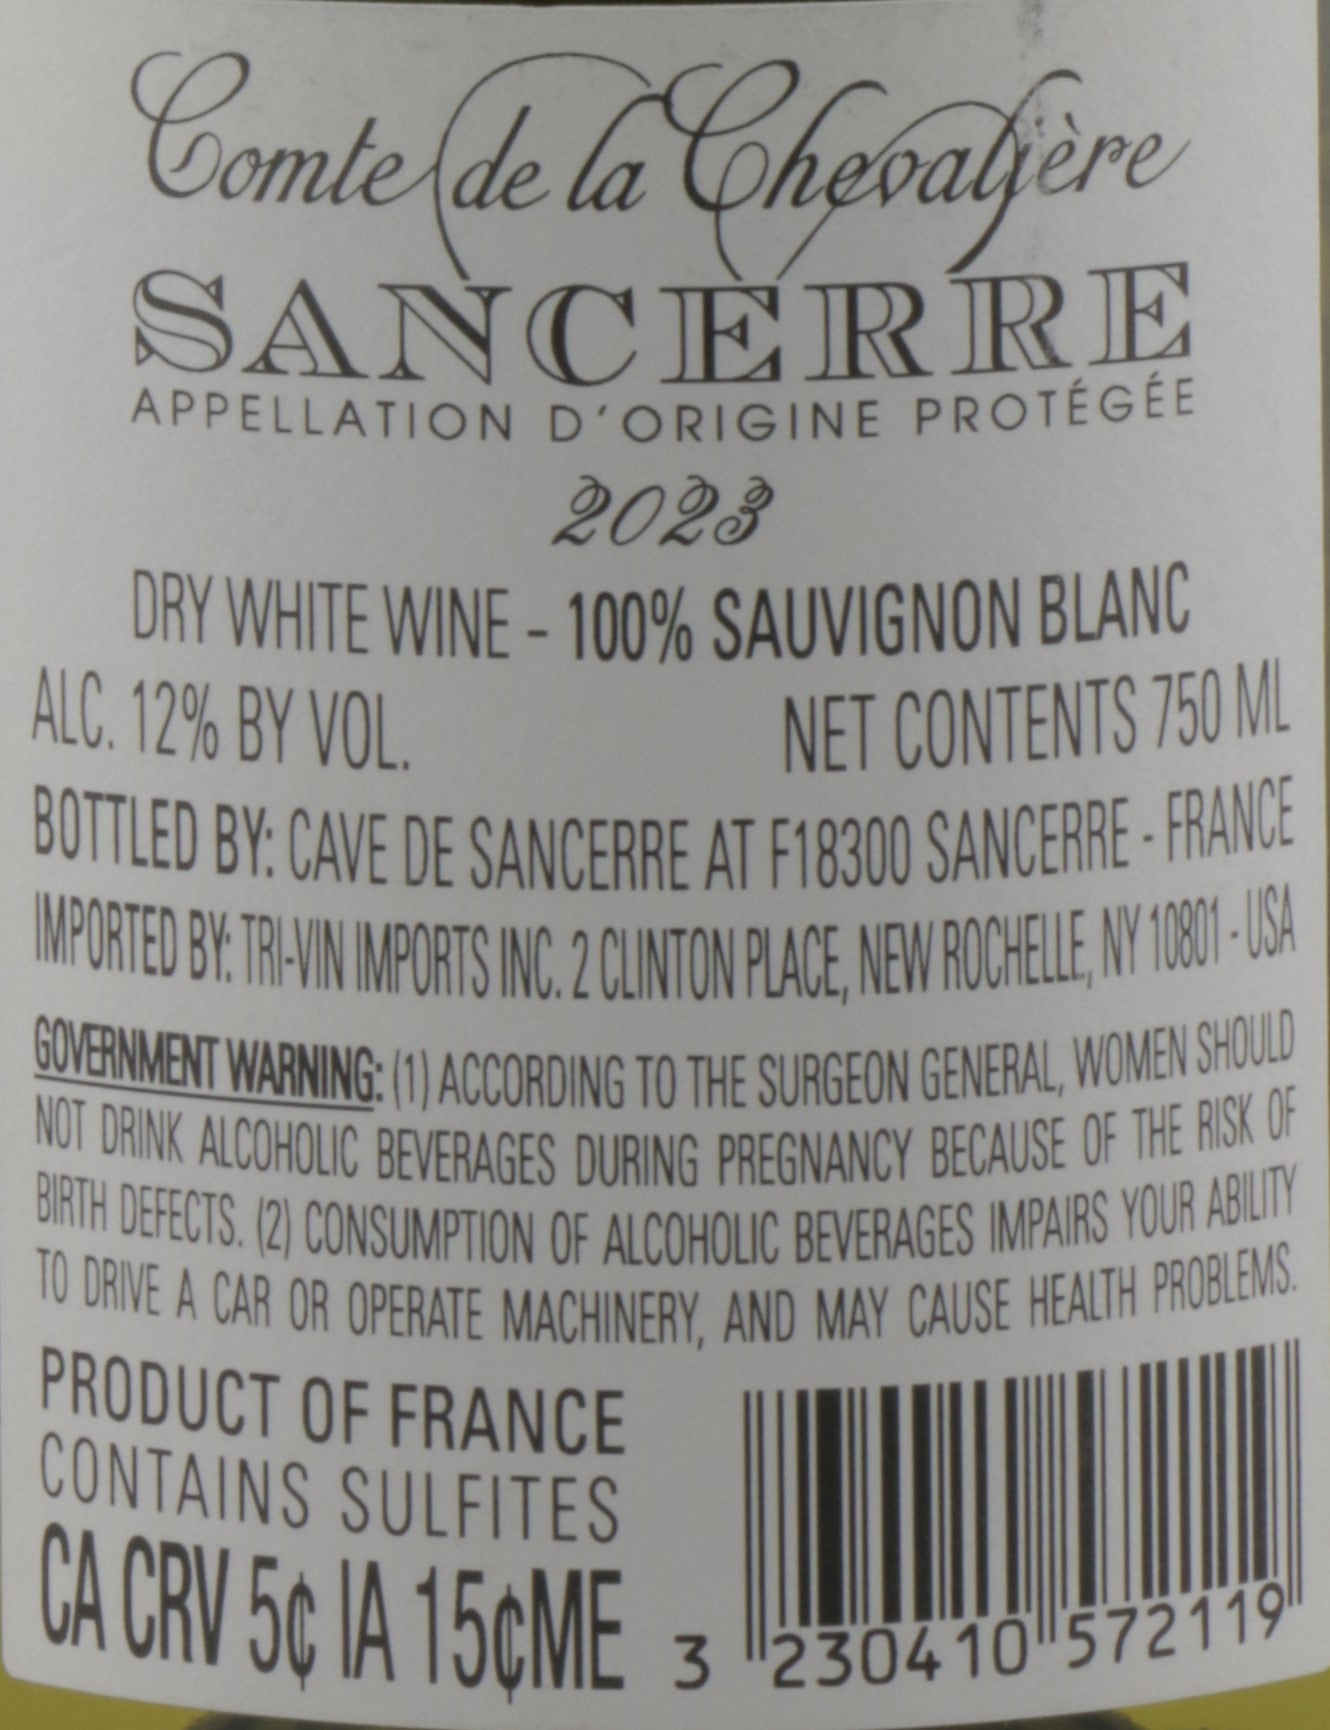 Comte de la Chevalière
SANCERRE
APPELLATION D'ORIGINE PROTÉGÉE
2023
DRY WHITE WINE - 100% SAUVIGNON BLANC
ALC. 12% BY VOL. NET CONTENTS 750 ML
BOTTLED BY: CAVE DE SANCERRE AT F18300 SANCERRE - FRANCE
IMPORTED BY: TRI-VIN IMPORTS INC. 2 CLINTON PLACE, NEW ROCHELLE, NY 10801 - USA
GOVERNMENT WARNING: (1) ACCORDING TO THE SURGEON GENERAL, WOMEN SHOULD
NOT DRINK ALCOHOLIC BEVERAGES DURING PREGNANCY BECAUSE OF THE RISK OF
BIRTH DEFECTS. (2) CONSUMPTION OF ALCOHOLIC BEVERAGES IMPAIRS YOUR ABILITY
TO DRIVE A CAR OR OPERATE MACHINERY, AND MAY CAUSE HEALTH PROBLEMS.
PRODUCT OF FRANCE
CONTAINS SULFITES
CA CRV 5¢ IA 15¢ME
3 230410 572119